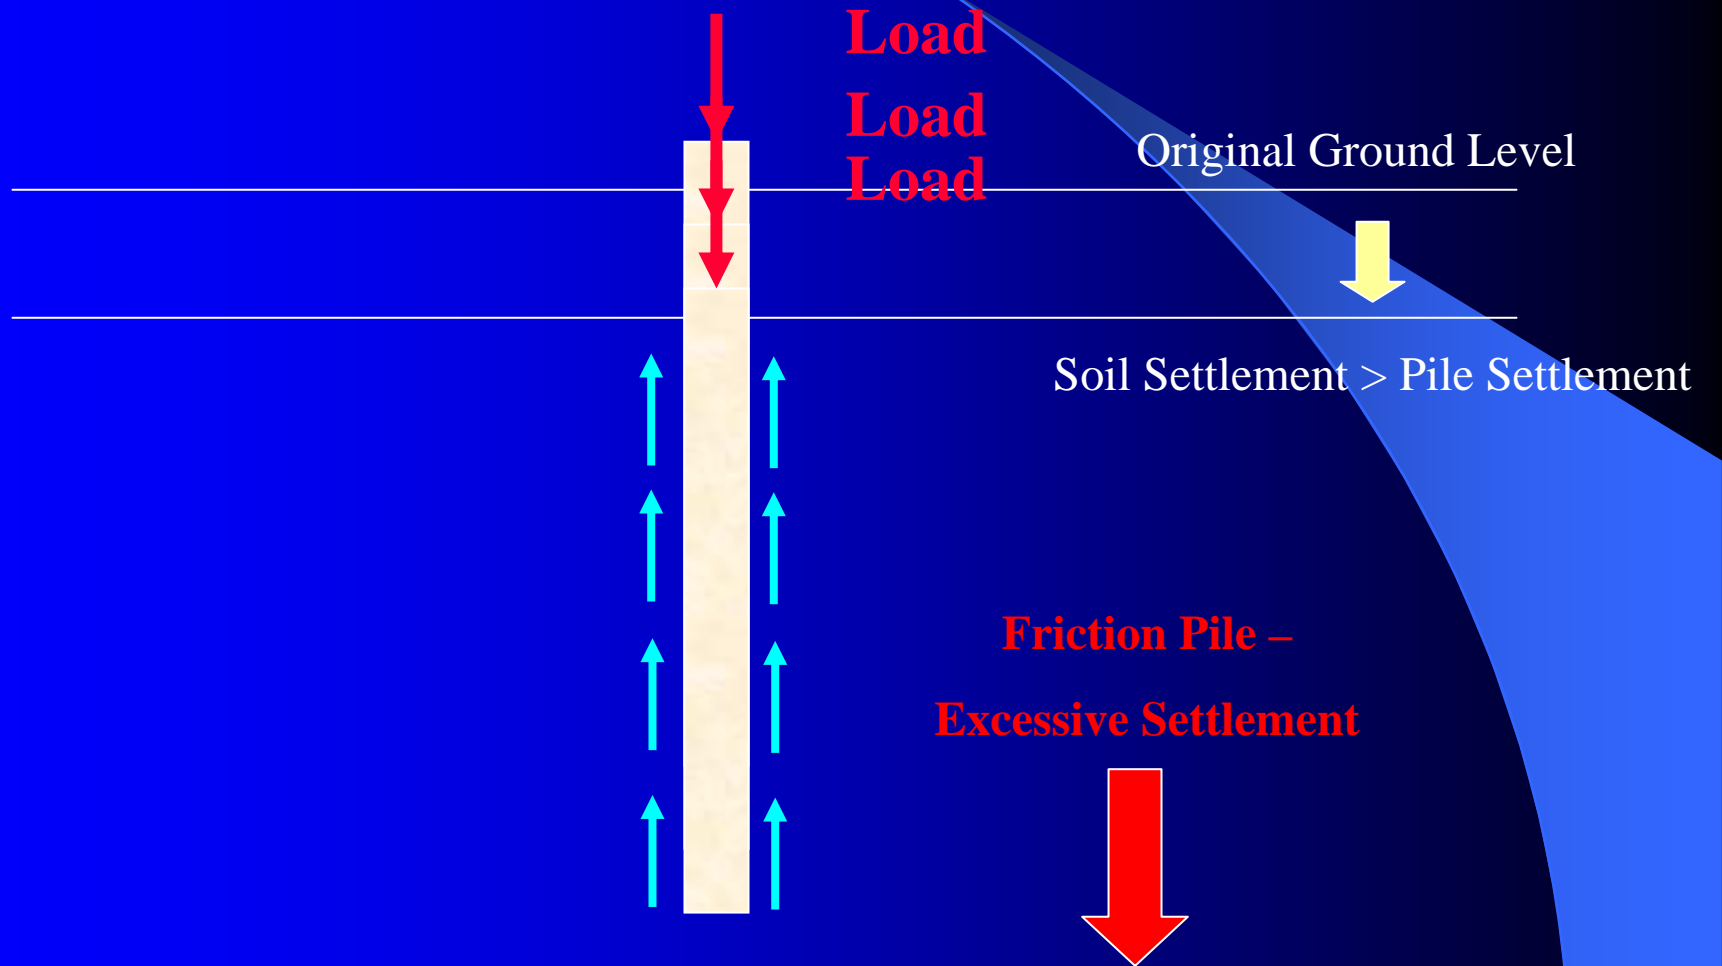 Load
Load
Load
Original Ground Level
Soil Settlement > Pile Settlement
Friction Pile –
Excessive Settlement